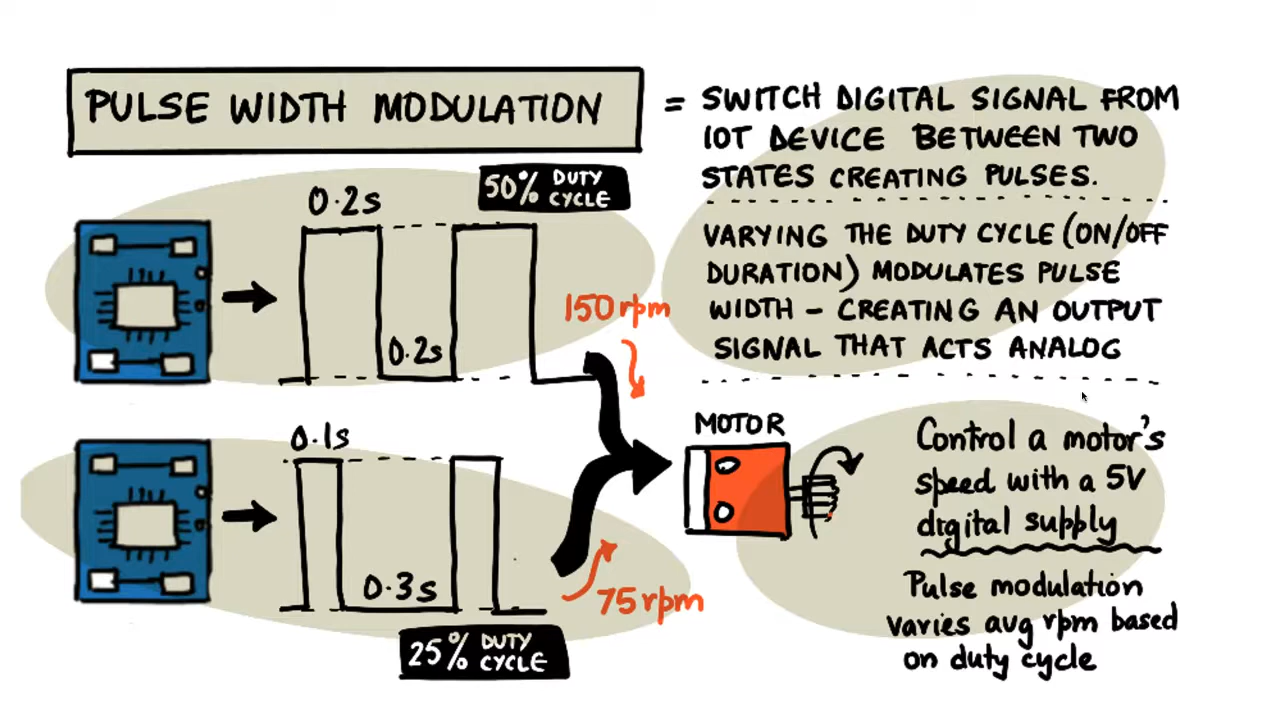 PULSE WIDTH MODULATION
= SWITCH DIGITAL SIGNAL FROM
IOT DEVICE BETWEEN TWO
STATES CREATING PULSES.
VARYING THE DUTY CYCLE (ON/OFF
DURATION) MODULATES PULSE
WIDTH – CREATING AN OUTPUT
SIGNAL THAT ACTS ANALOG
50% DUTY
CYCLE
0.2s
0.2s
150 rpm
0.1s
0.3s
75 rpm
25% DUTY
CYCLE
MOTOR
Control a motor's
speed with a 5V
digital supply
Pulse modulation
varies avg rpm based
on duty cycle